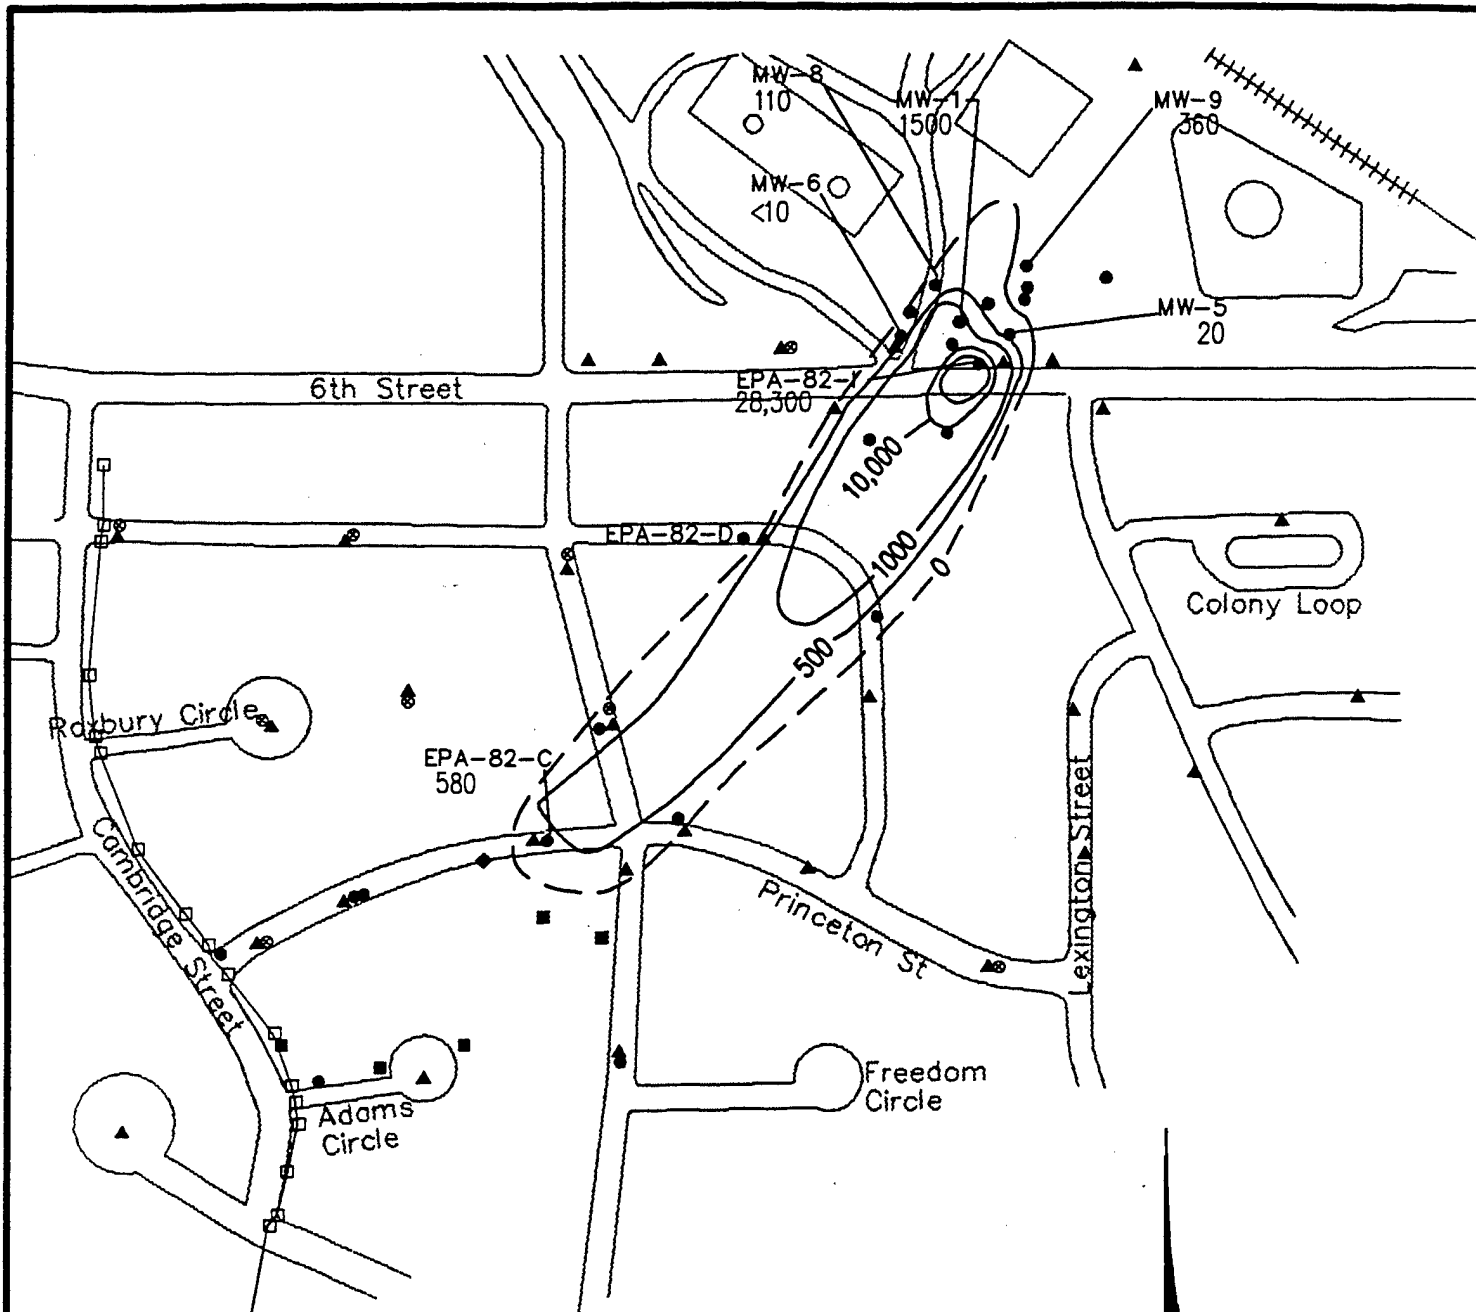 MW-8
110
MW-1
1500
MW-9
360
MW-6
<10
MW-5
20
6th Street
EPA-82-I
28,300
10,000
EPA-82-D
1000
0
Colony Loop
500
Roxbury Circle
EPA-82-C
580
Cambridge Street
Princeton St
Lexington Street
Freedom
Circle
Adams
Circle